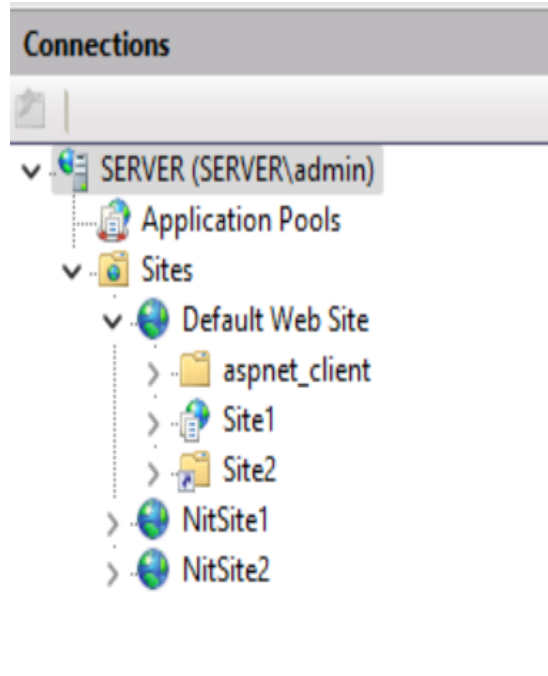 Connections
SERVER (SERVER\admin)
Application Pools
Sites
Default Web Site
aspnet_client
Site1
Site2
NitSite1
NitSite2